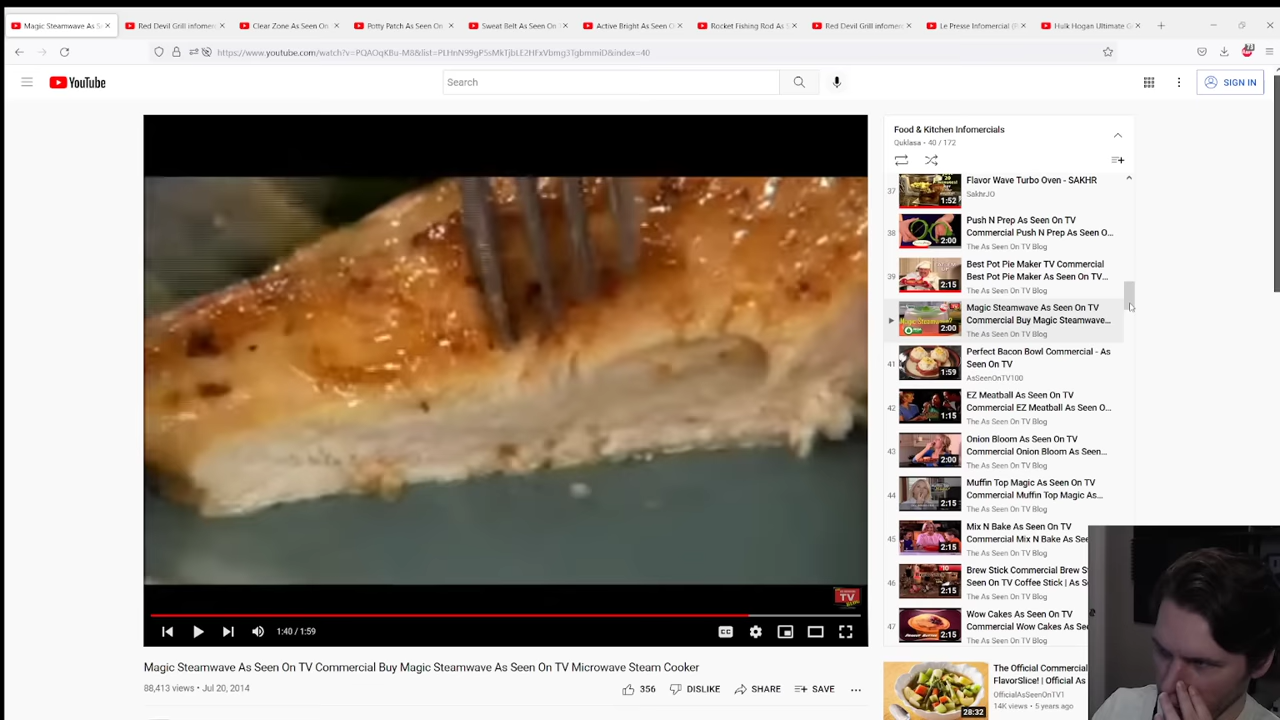 Magic Steamwave As Seen On T
Red Devil Grill infomercial
Clear Zone As Seen On
Potty Patch As Seen On
Sweat Belt As Seen On
Active Bright As Seen O
Rocket Fishing Rod As S
Red Devil Grill infomerc
Le Presse Infomercial (P
Hulk Hogan Ultimate G
YouTube
Search
SIGN IN
Food & Kitchen Infomercials
Quklasa • 40 / 172
37
1:52
Flavor Wave Turbo Oven - SAKHR
SakhrJO
38
2:00
Push N Prep As Seen On TV
Commercial Push N Prep As Seen O...
The As Seen On TV Blog
39
2:15
Best Pot Pie Maker TV Commercial
Best Pot Pie Maker As Seen On TV...
The As Seen On TV Blog
2:00
Magic Steamwave As Seen On TV
Commercial Buy Magic Steamwave...
The As Seen On TV Blog
41
1:59
Perfect Bacon Bowl Commercial - As
Seen On TV
AsSeenOnTV100
42
1:15
EZ Meatball As Seen On TV
Commercial EZ Meatball As Seen O...
The As Seen On TV Blog
43
2:00
Onion Bloom As Seen On TV
Commercial Onion Bloom As Seen...
The As Seen On TV Blog
44
2:15
Muffin Top Magic As Seen On TV
Commercial Muffin Top Magic As...
The As Seen On TV Blog
45
2:15
Mix N Bake As Seen On TV
Commercial Mix N Bake As See
The As Seen On TV Blog
46
2:15
Brew Stick Commercial Brew S
Seen On TV Coffee Stick | As S
The As Seen On TV Blog
47
2:15
Wow Cakes As Seen On TV
Commercial Wow Cakes As See
The As Seen On TV Blog
TV
1:40 / 1:59
CC
Magic Steamwave As Seen On TV Commercial Buy Magic Steamwave As Seen On TV Microwave Steam Cooker
88,413 views • Jul 20, 2014
356
DISLIKE
SHARE
SAVE
28:32
The Official Commercial
FlavorSlice! | Official As
OfficialAsSeenOnTV1
14K views • 5 years ago